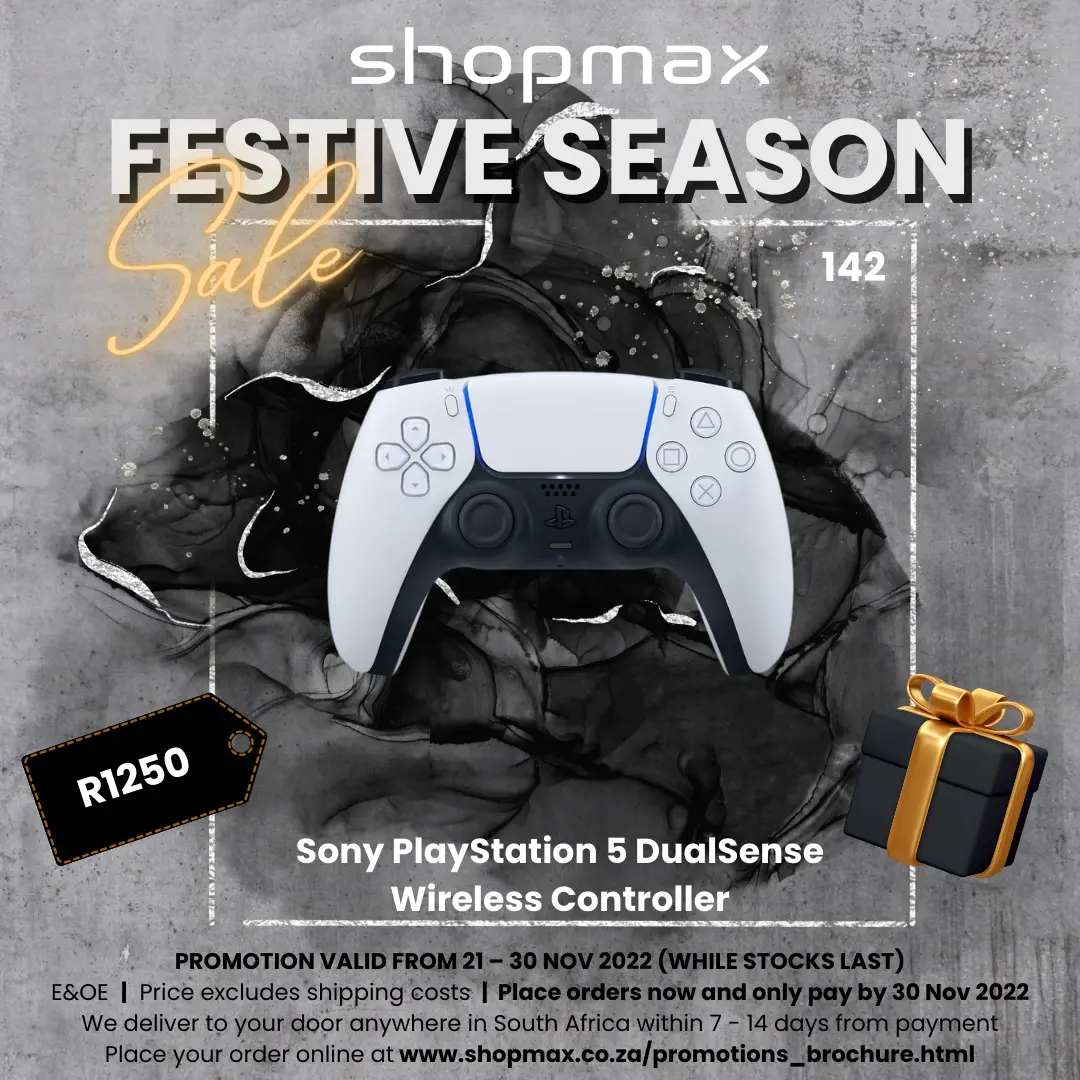 shopmax
FESTIVE SEASON
Sale
142
R1250
Sony PlayStation 5 DualSense
Wireless Controller
PROMOTION VALID FROM 21 – 30 NOV 2022 (WHILE STOCKS LAST)
E&OE | Price excludes shipping costs | Place orders now and only pay by 30 Nov 2022
We deliver to your door anywhere in South Africa within 7 - 14 days from payment
Place your order online at www.shopmax.co.za/promotions_brochure.html